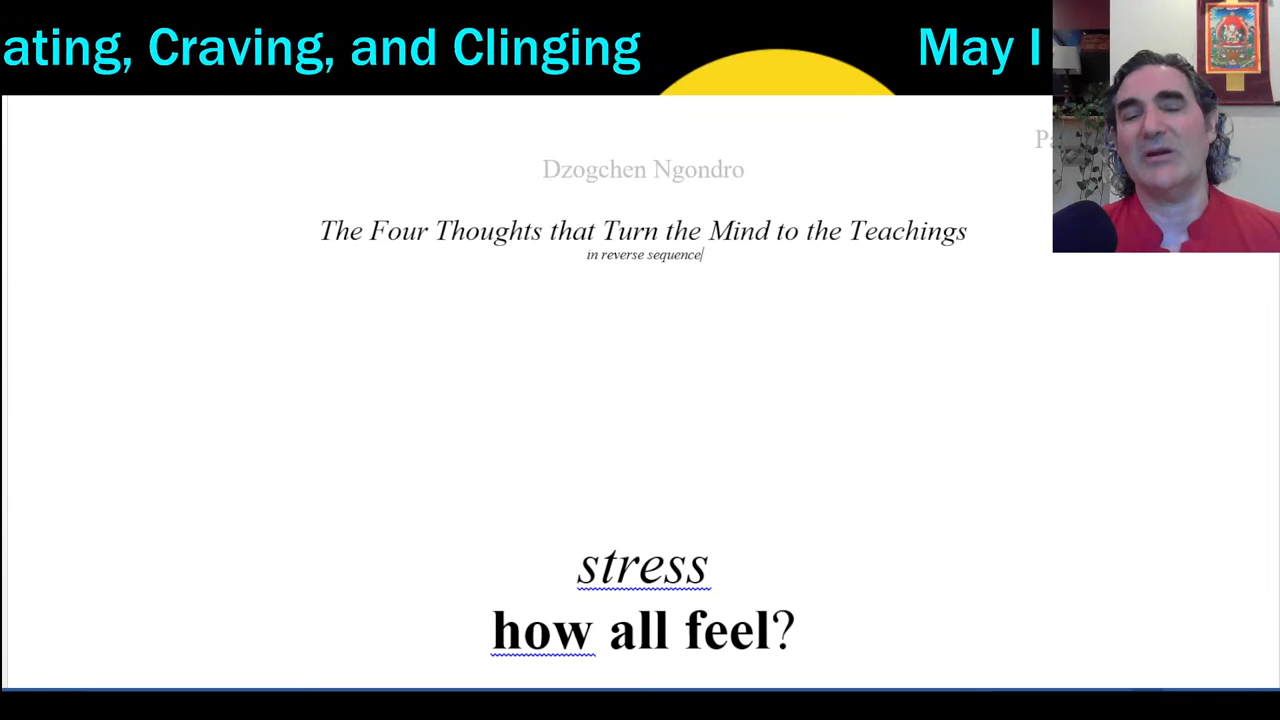 ating, Craving, and Clinging May I
Dzogchen Ngondro
The Four Thoughts that Turn the Mind to the Teachings
in reverse sequence
stress
how all feel?